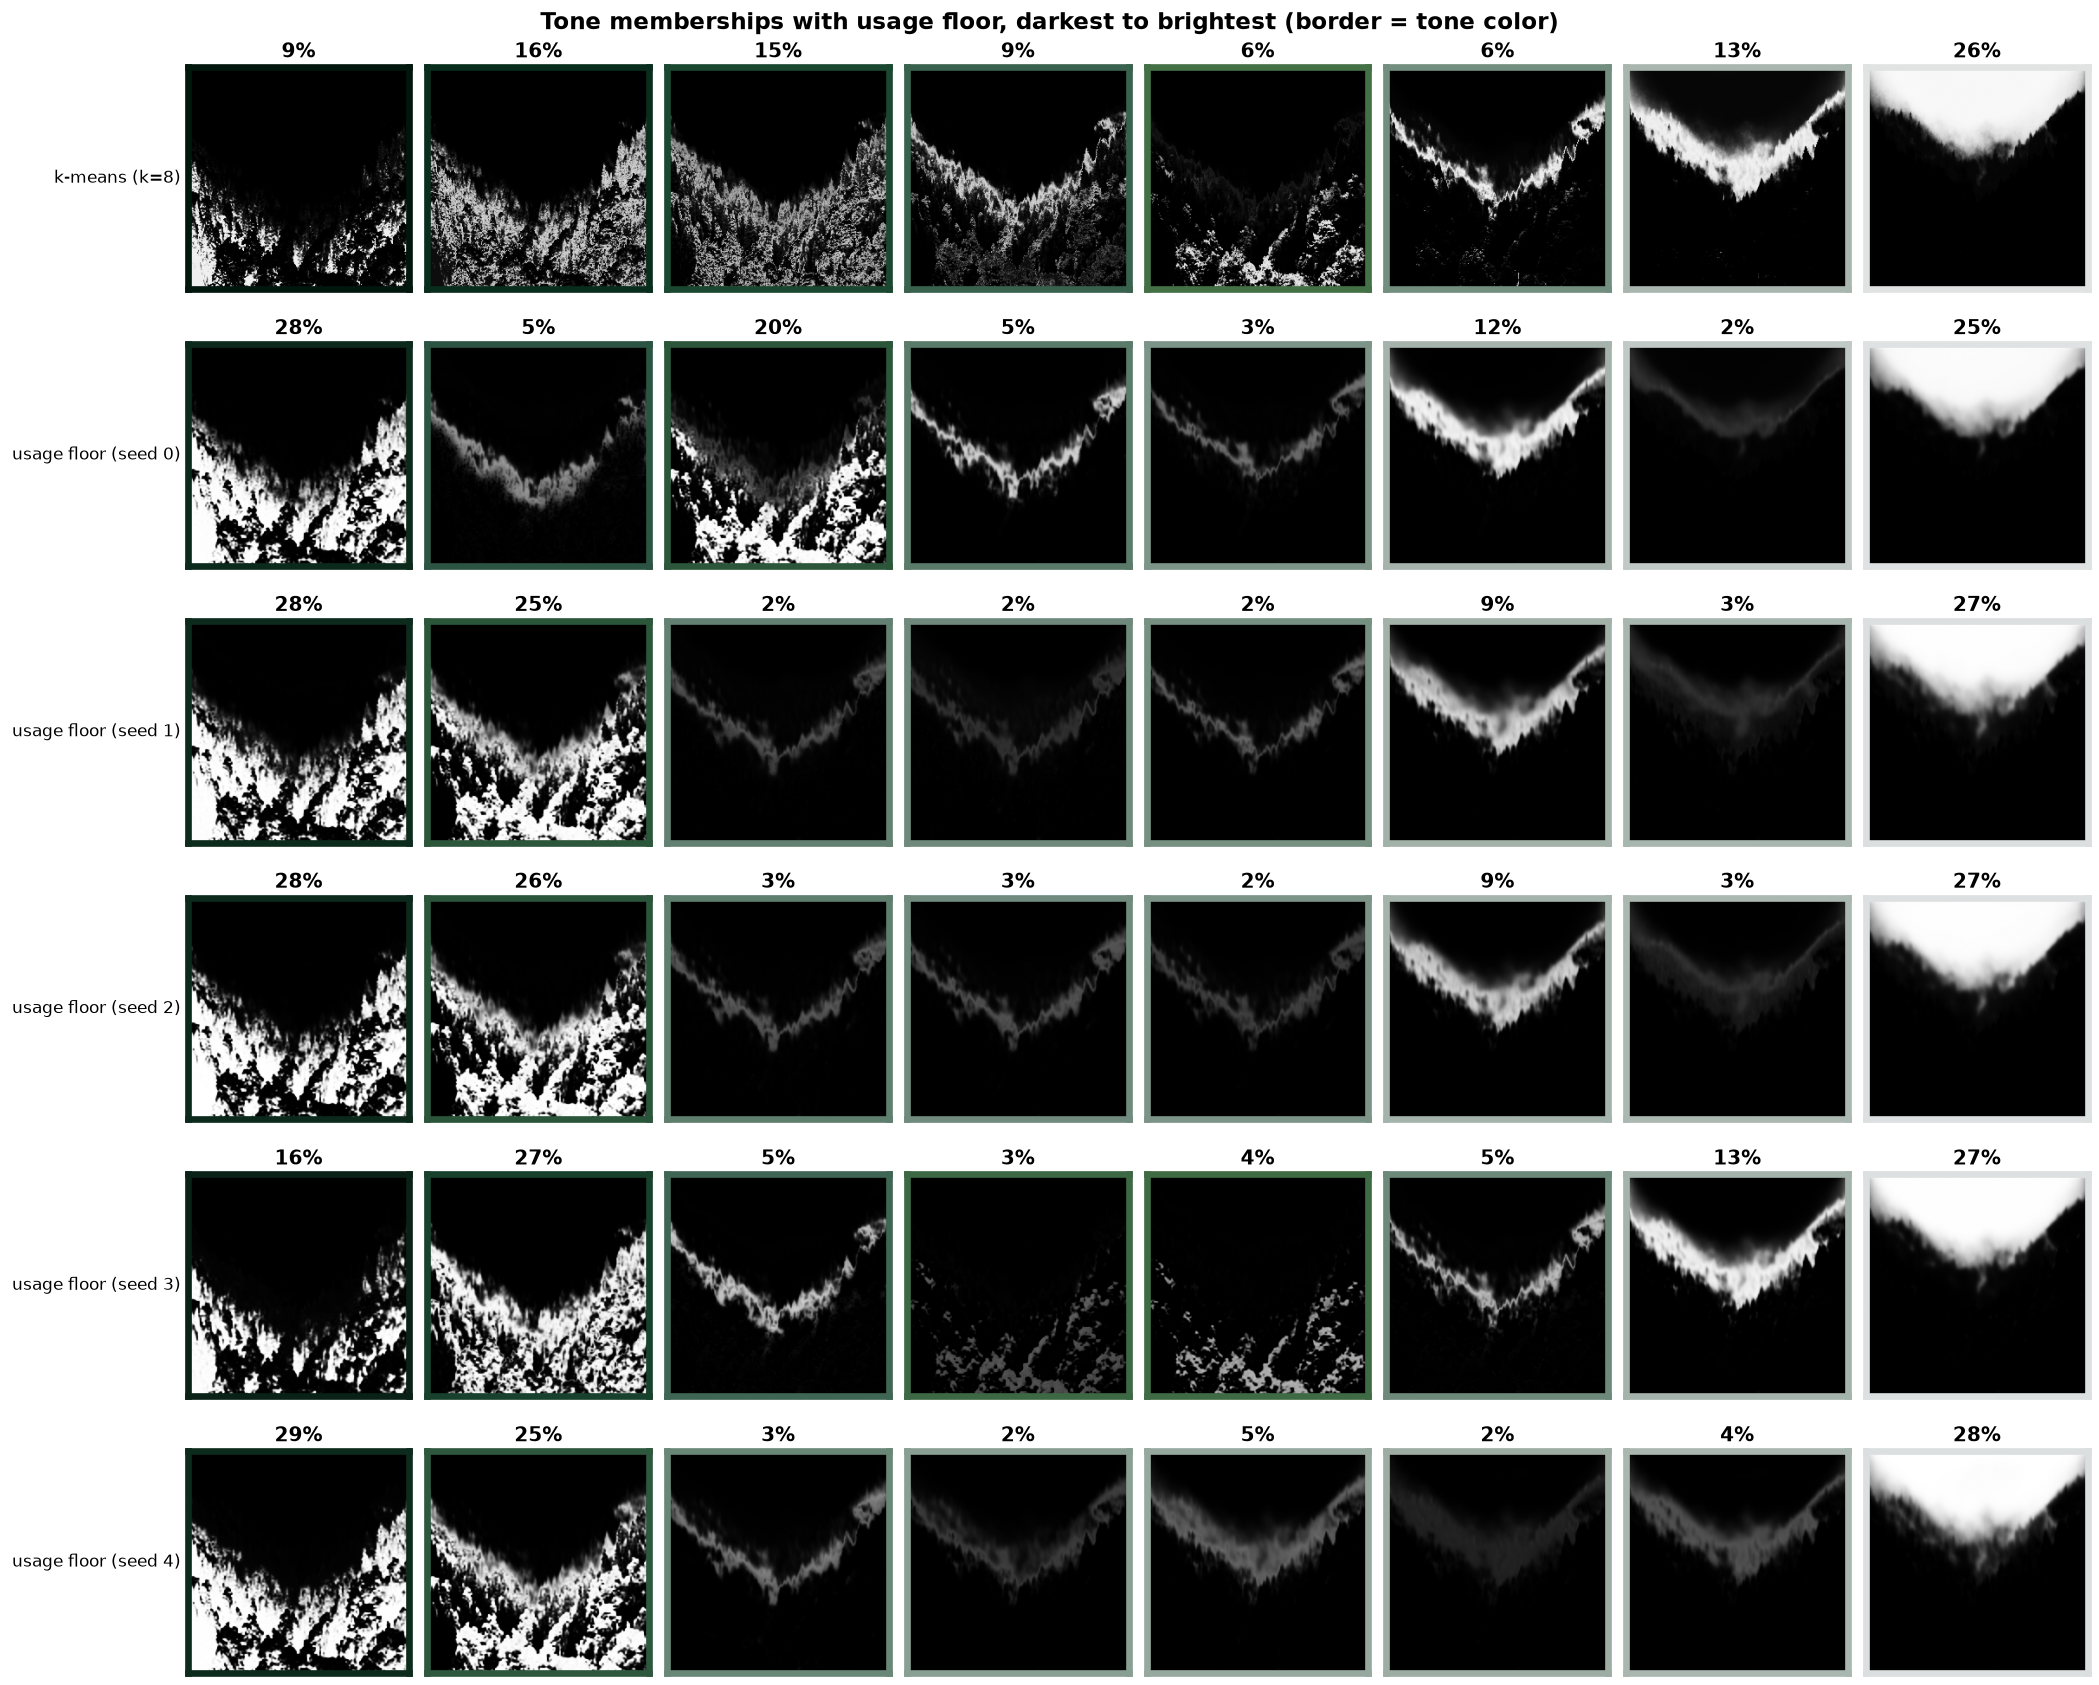 Tone memberships with usage floor, darkest to brightest (border = tone color)
9% 16% 15% 9% 6% 6% 13% 26%
k-means (k=8)
28% 5% 20% 5% 3% 12% 2% 25%
usage floor (seed 0)
28% 25% 2% 2% 2% 9% 3% 27%
usage floor (seed 1)
28% 26% 3% 3% 2% 9% 3% 27%
usage floor (seed 2)
16% 27% 5% 3% 4% 5% 13% 27%
usage floor (seed 3)
29% 25% 3% 2% 5% 2% 4% 28%
usage floor (seed 4)